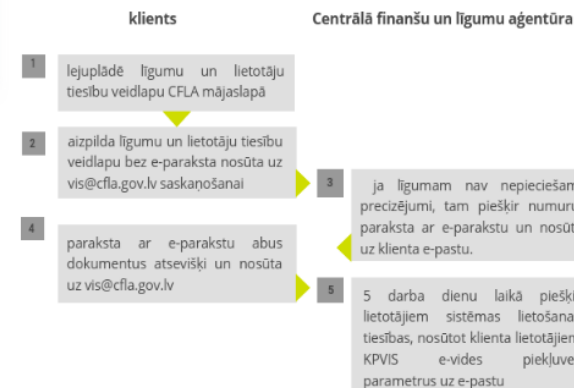 klients
Centrālā finanšu un līgumu aģentūra
1
lejuplādē līgumu un lietotāju
tiesību veidlapu CFLA mājaslapā
2
aizpilda līgumu un lietotāju tiesību
veidlapu bez e-paraksta nosūta uz
vis@cfla.gov.lv saskaņošanai
3
ja līgumam nav nepieciešam
precizējumi, tam piešķir numuru
paraksta ar e-parakstu un nosūt
uz klienta e-pastu.
4
paraksta ar e-parakstu abus
dokumentus atsevišķi un nosūta
uz vis@cfla.gov.lv
5
5 darba dienu laikā piešķi
lietotājiem sistēmas lietošana
tiesības, nosūtot klienta lietotājiem
KPVIS e-vides piekļuve
parametrus uz e-pastu